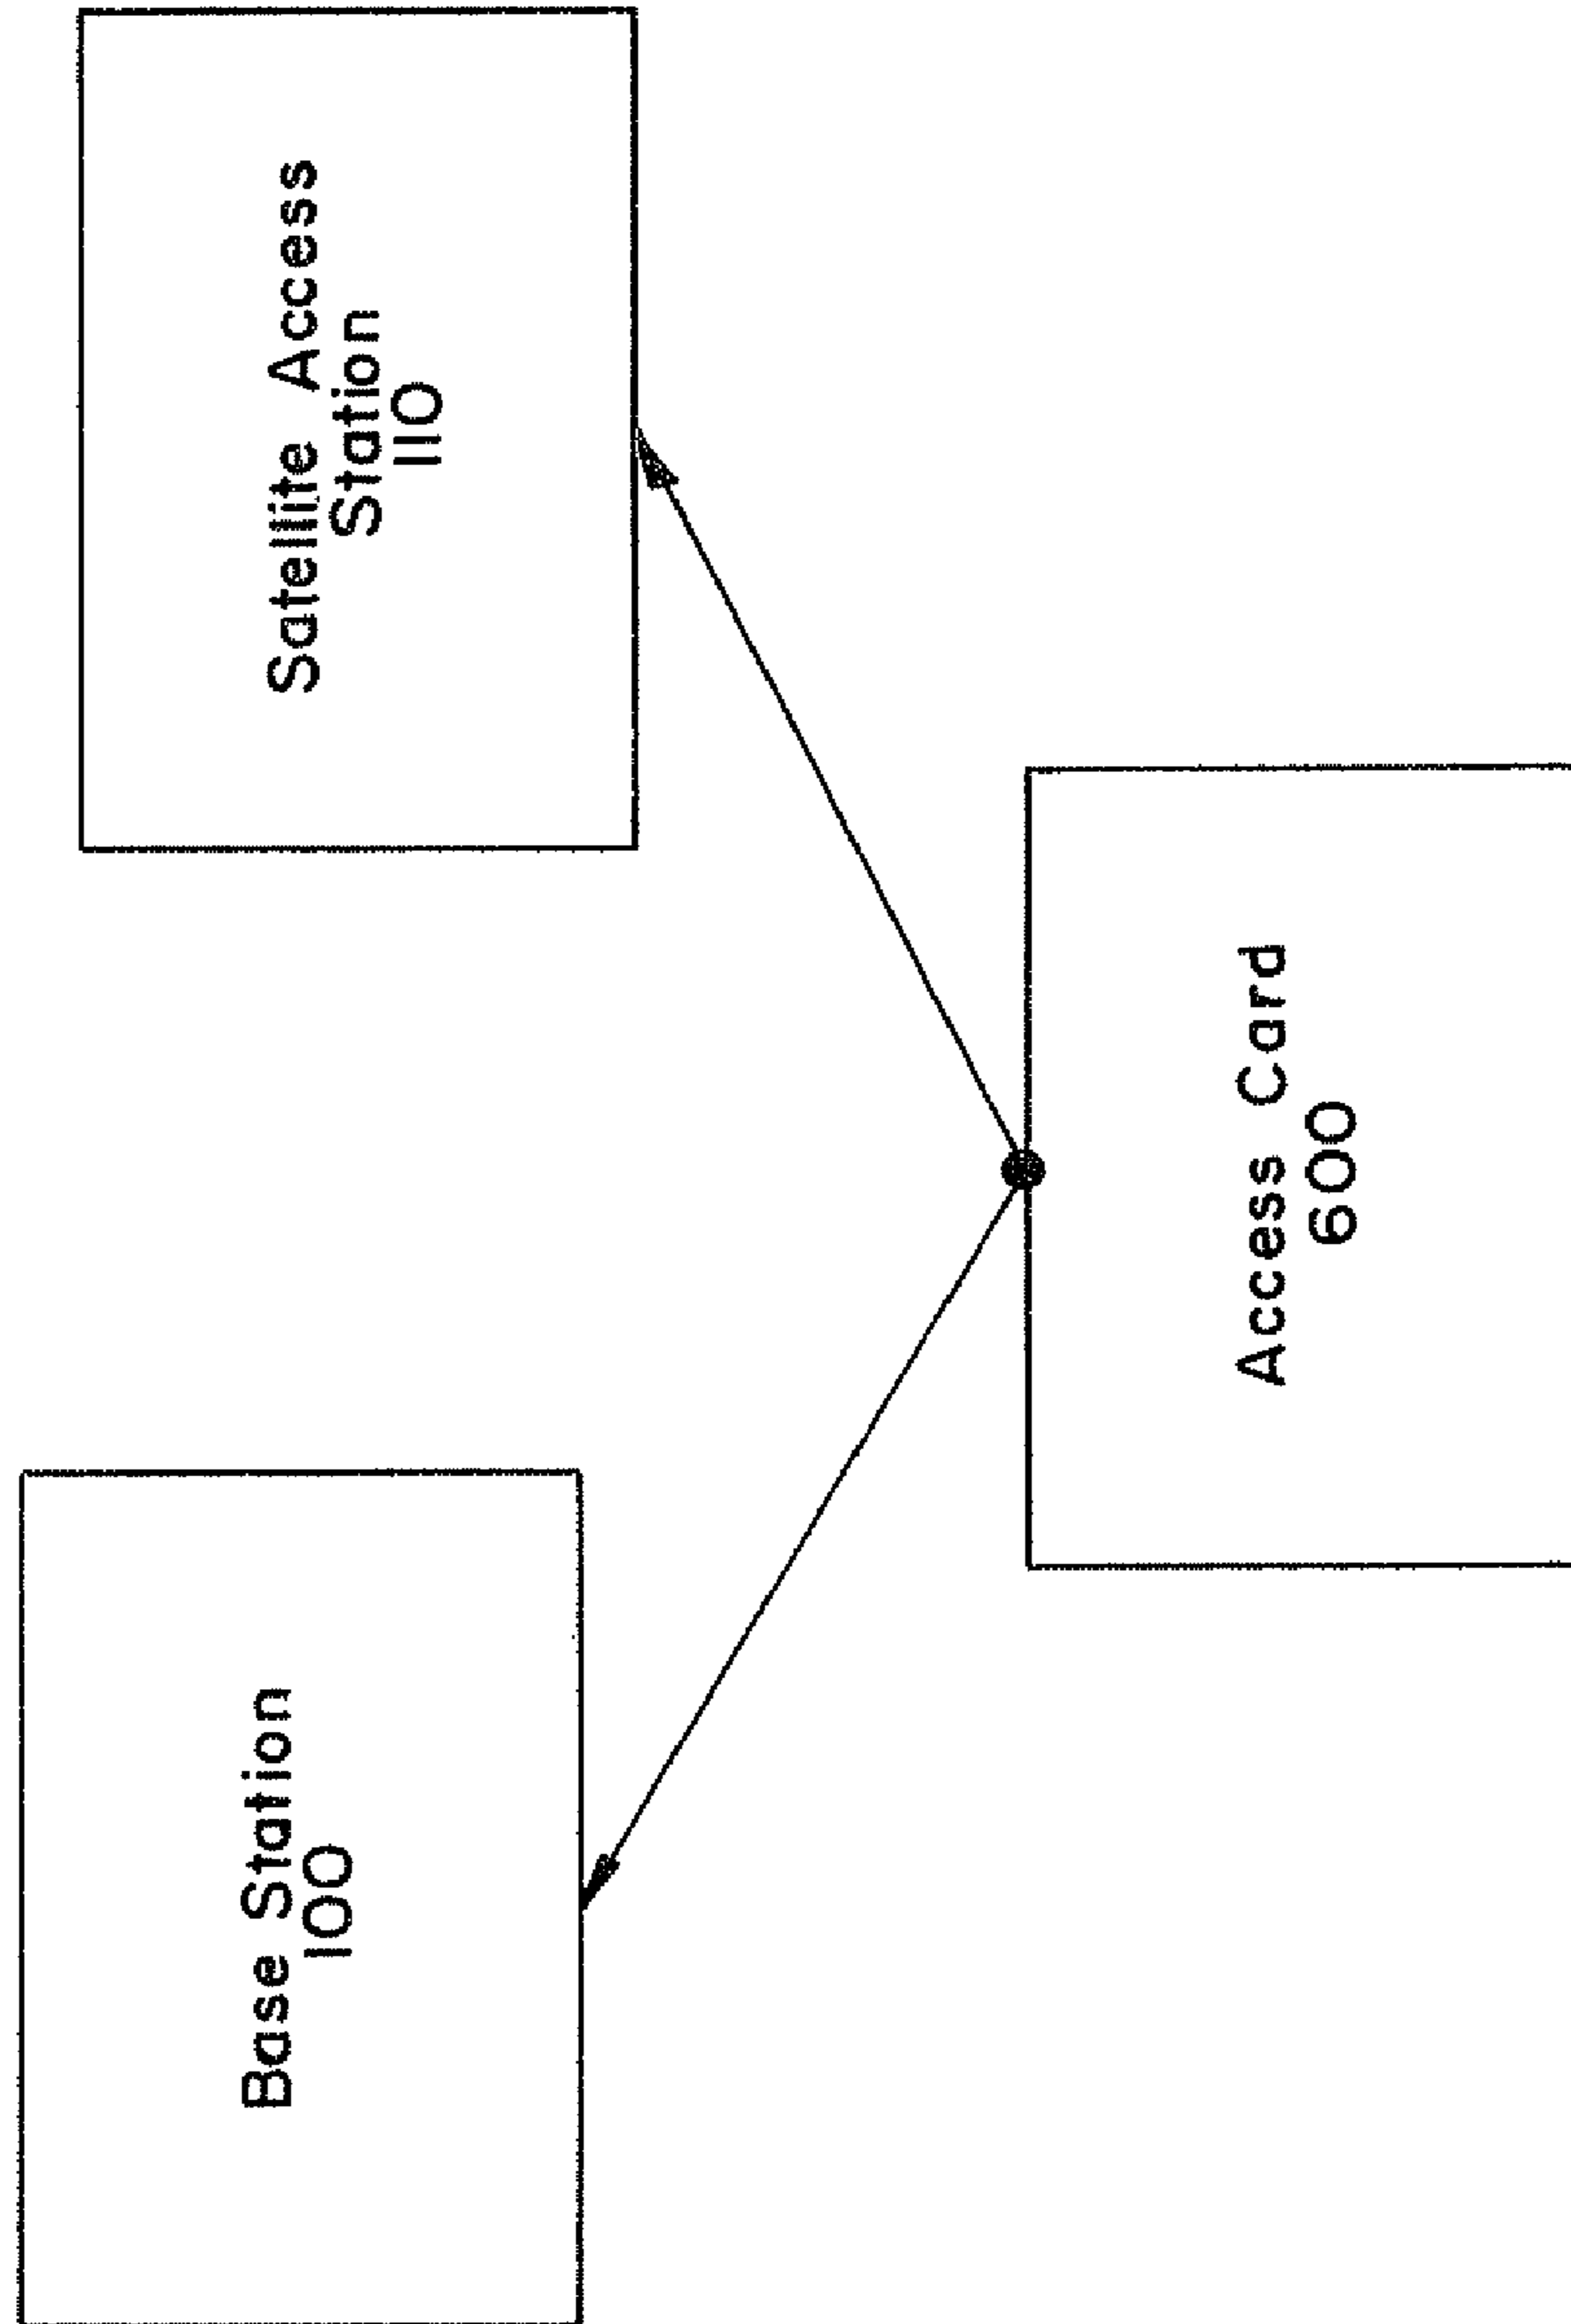 Base Station
100
Satellite Access
Station
110
Access Card
600